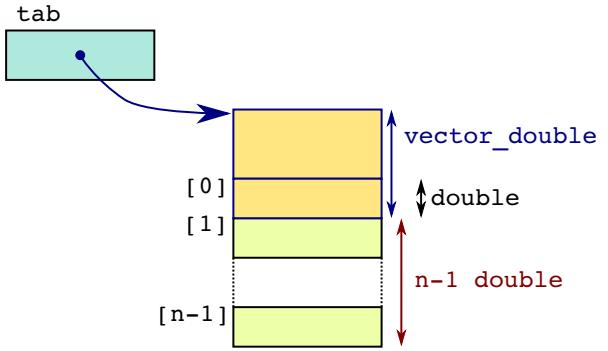 tab
vector_double
[0]
double
[1]
n-1 double
[n-1]